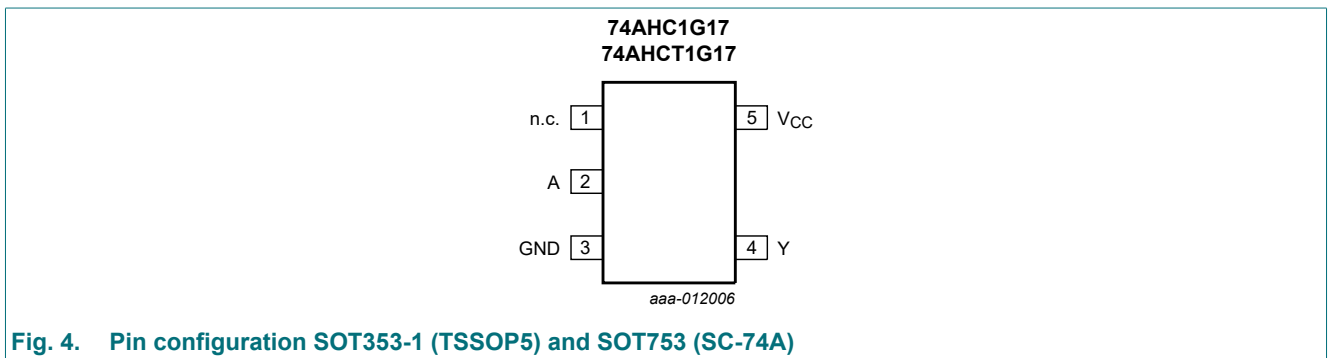 74AHC1G17
74AHCT1G17
n.c. 1
5 VCC
A 2
GND 3
4 Y
aaa-012006
Fig. 4. Pin configuration SOT353-1 (TSSOP5) and SOT753 (SC-74A)